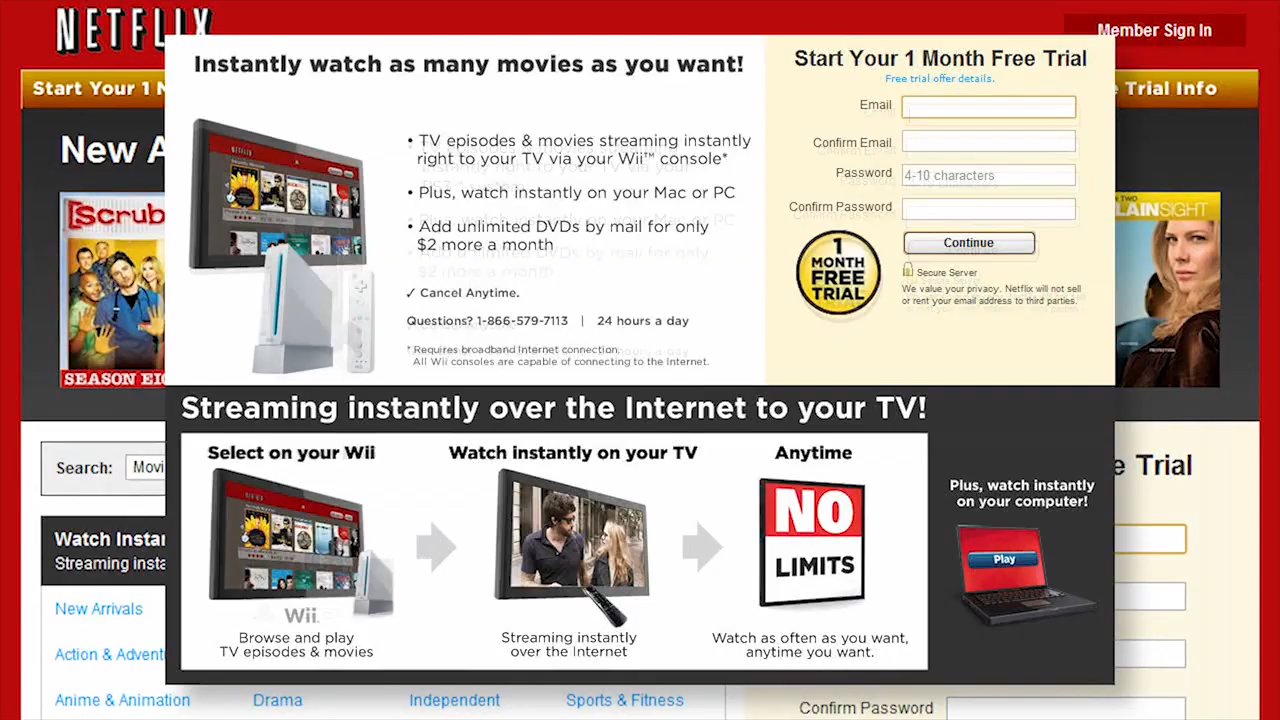 NETFLIX
Member Sign In
Start Your 1 M
Trial Info
New A
Instantly watch as many movies as you want!
• TV episodes & movies streaming instantly
right to your TV via your Wii™ console*
• Plus, watch instantly on your Mac or PC
• Add unlimited DVDs by mail for only
$2 more a month
✓ Cancel Anytime.
Questions? 1-866-579-7113 | 24 hours a day
* Requires broadband Internet connection.
All Wii consoles are capable of connecting to the Internet.
Start Your 1 Month Free Trial
Free trial offer details.
Email
Confirm Email
Password
4-10 characters
Confirm Password
1
MONTH
FREE
TRIAL
Continue
Secure Server
We value your privacy. Netflix will not sell
or rent your email address to third parties.
[scrub
SEASON EIG
LAINSIGHT
Streaming instantly over the Internet to your TV!
Select on your Wii
Watch instantly on your TV
Anytime
NO
LIMITS
Wii.
Browse and play
TV episodes & movies
Streaming instantly
over the Internet
Watch as often as you want,
anytime you want.
Plus, watch instantly
on your computer!
Play
Search:
Movi
e Trial
Watch Instan
Streaming insta
New Arrivals
Action & Adventu
Anime & Animation
Drama
Independent
Sports & Fitness
Confirm Password